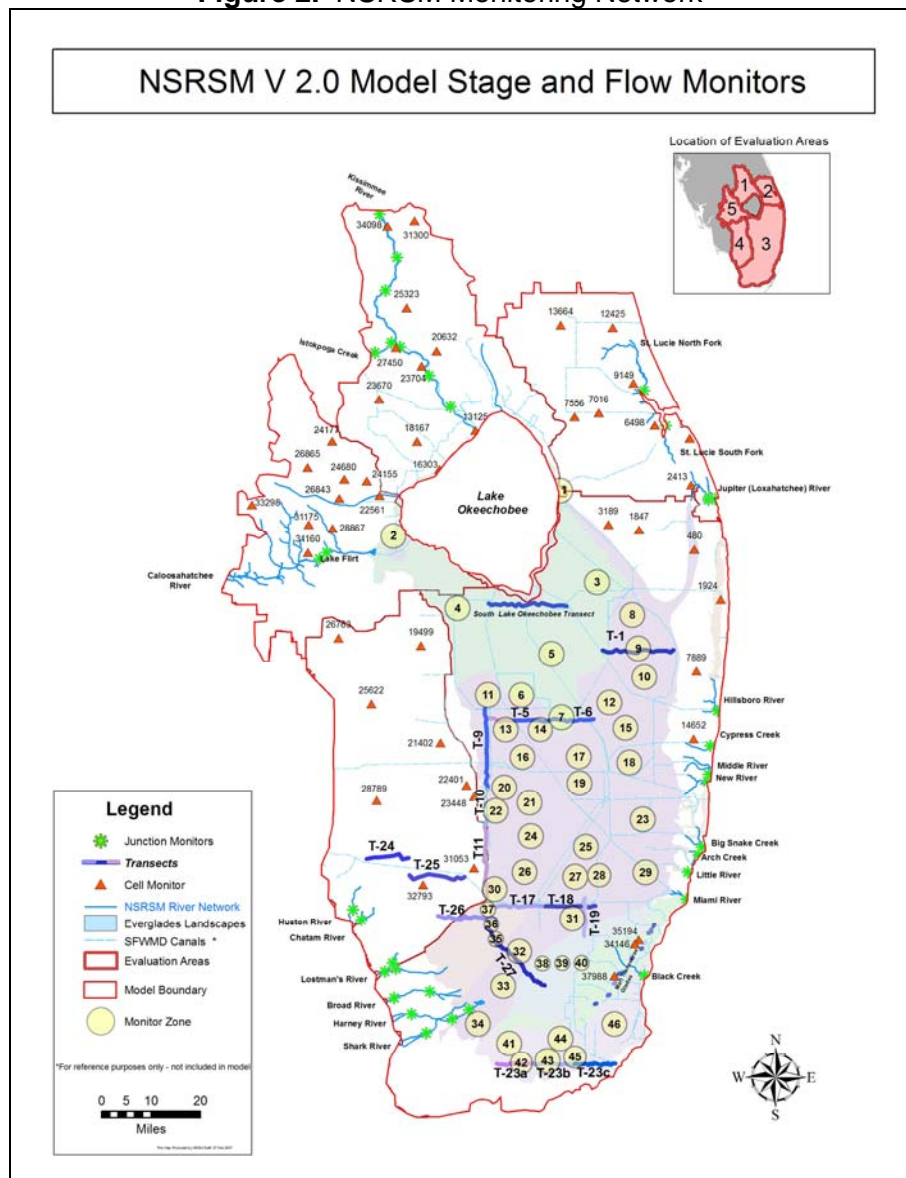 Figure 2. NSRSM Monitoring Network
NSRSM V 2.0 Model Stage and Flow Monitors
Location of Evaluation Areas
1
2
5
4
3
Kissimmee
River
34098
31300
25323
20632
Istokpoga Creek
27450
23704
23670
13125
18167
16303
24177
26865
24680
24155
26843
22561
33298
31175
28867
34160
Lake Flirt
Caloosahatchee
River
13664
12425
St. Lucie North Fork
9149
7556
7016
6498
St. Lucie South Fork
2413
Jupiter (Loxahatchee) River
Lake
Okeechobee
1
2
3189
1847
480
3
1924
4
South Lake Okeechobee Transect
8
T-1
9
5
26783
19499
7889
10
25622
11
6
12
Hillsboro River
T-5
7
T-6
13
14
15
14652
Cypress Creek
T-9
21402
16
17
18
Middle River
New River
22401
19
28789
23448
T-10
20
21
22
23
24
Big Snake Creek
T11
25
Arch Creek
T-24
31053
T-25
26
27
28
29
Little River
32793
30
Miami River
T-26
37
T-17
T-18
31
T-19
36
35
Huston River
Chatam River
32
T-27
38
39
40
35194
34146
37988
Black Creek
Lostman's River
33
Broad River
34
46
Harney River
Shark River
41
44
42
43
45
T-23a
T-23b
T-23c
Legend
Junction Monitors
Transects
Cell Monitor
NSRSM River Network
Everglades Landscapes
SFWMD Canals *
Evaluation Areas
Model Boundary
Monitor Zone
*For reference purposes only - not included in model
0 5 10 20
Miles
N
W
E
S